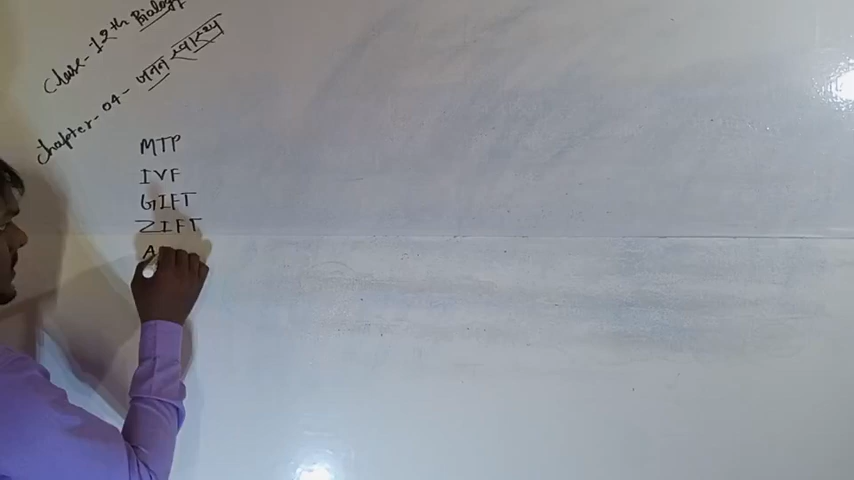 Class-12th Biology
Chapter-04- जनन स्वास्थ्य
MTP
IVF
GIFT
ZIFT
A